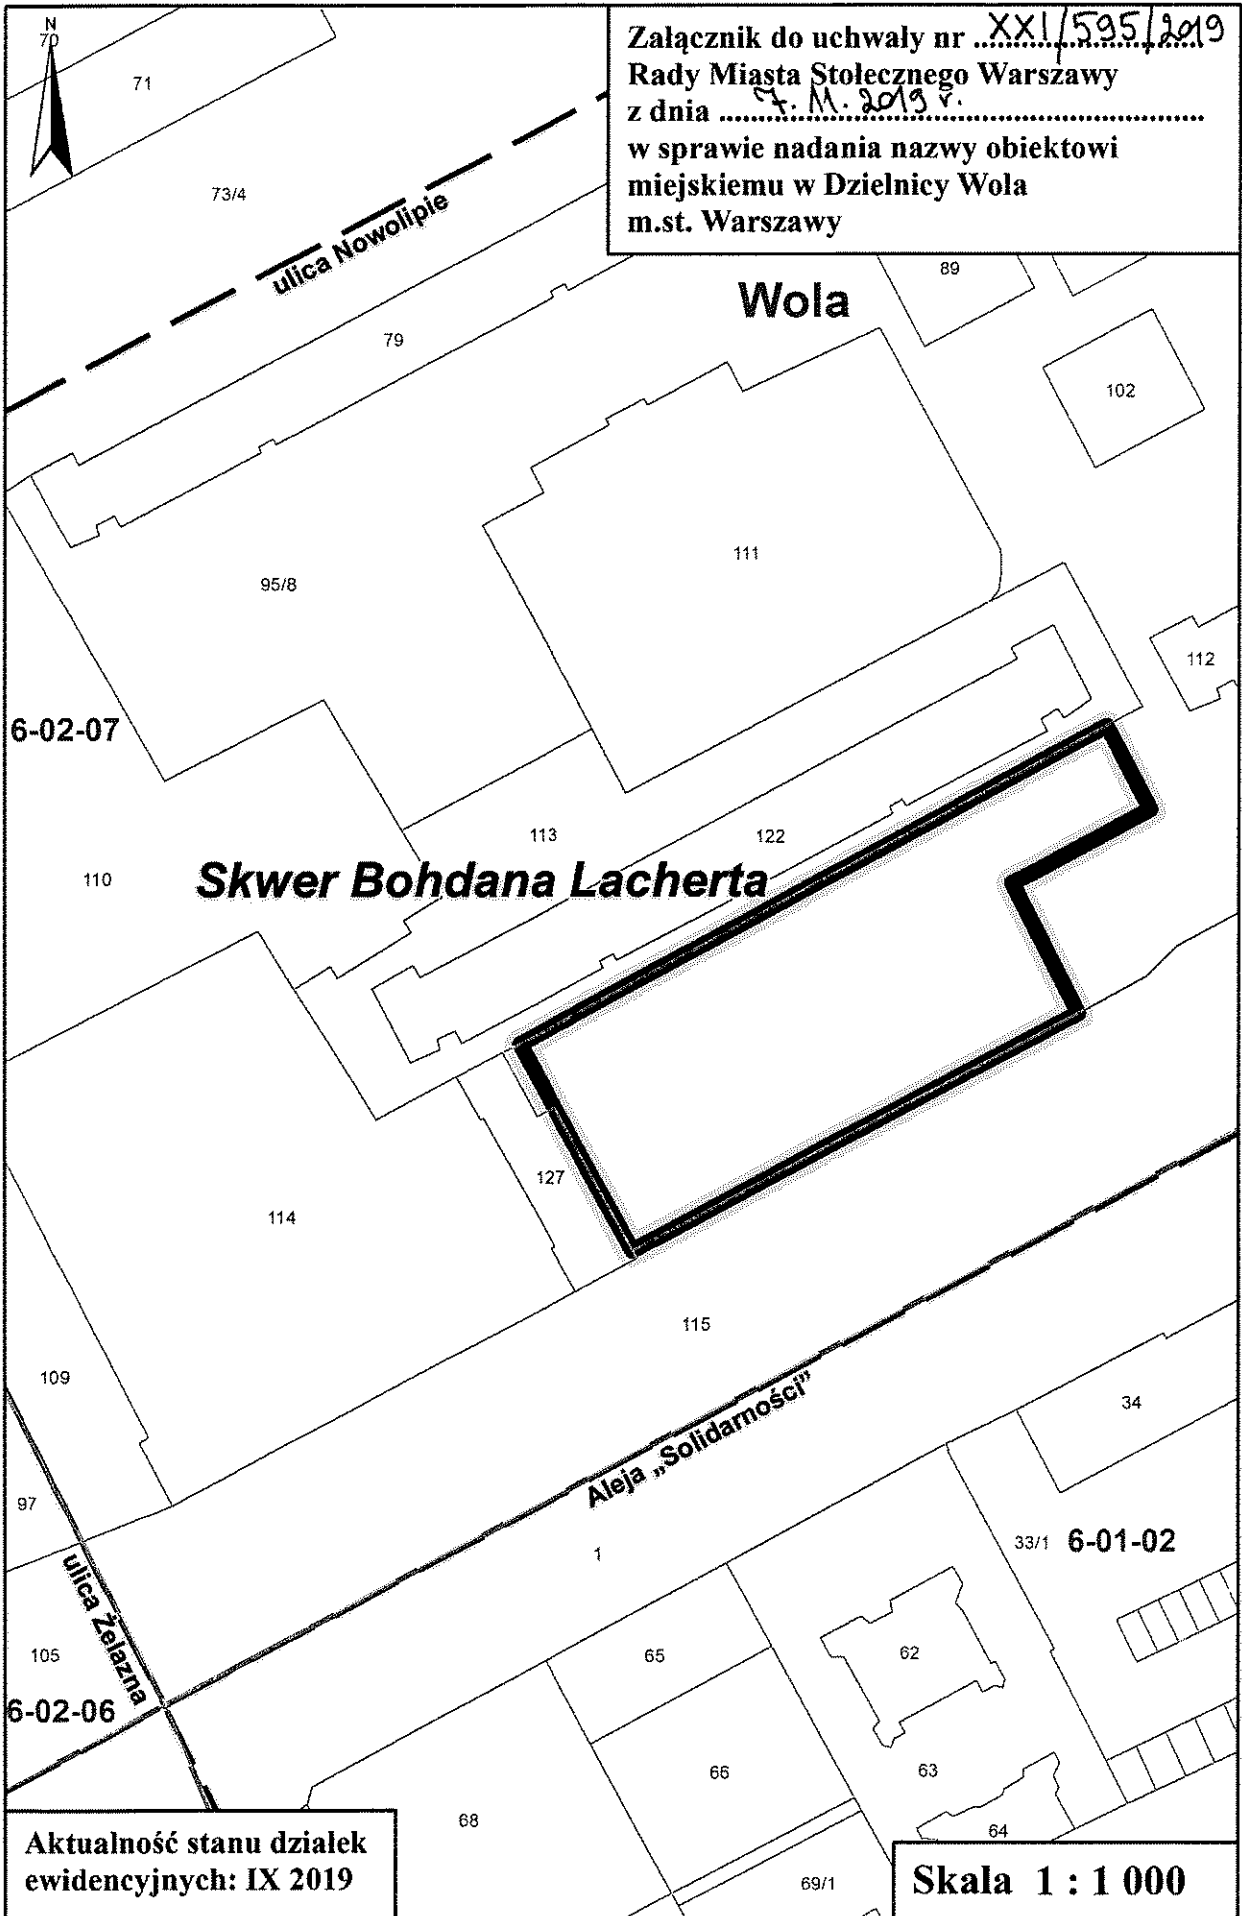 N
70
71
Załącznik do uchwały nr XXI/595/2019
Rady Miasta Stołecznego Warszawy
z dnia 7.11.2019 r.
w sprawie nadania nazwy obiektowi
miejskiemu w Dzielnicy Wola
m.st. Warszawy
73/4
ulica Nowolipie
89
Wola
79
102
111
95/8
112
6-02-07
113
122
110
Skwer Bohdana Lacherta
127
114
115
109
Aleja „Solidarności”
34
97
33/1
6-01-02
1
ulica Żelazna
105
65
62
6-02-06
66
63
68
64
69/1
Aktualność stanu działek
ewidencyjnych: IX 2019
Skala 1 : 1 000